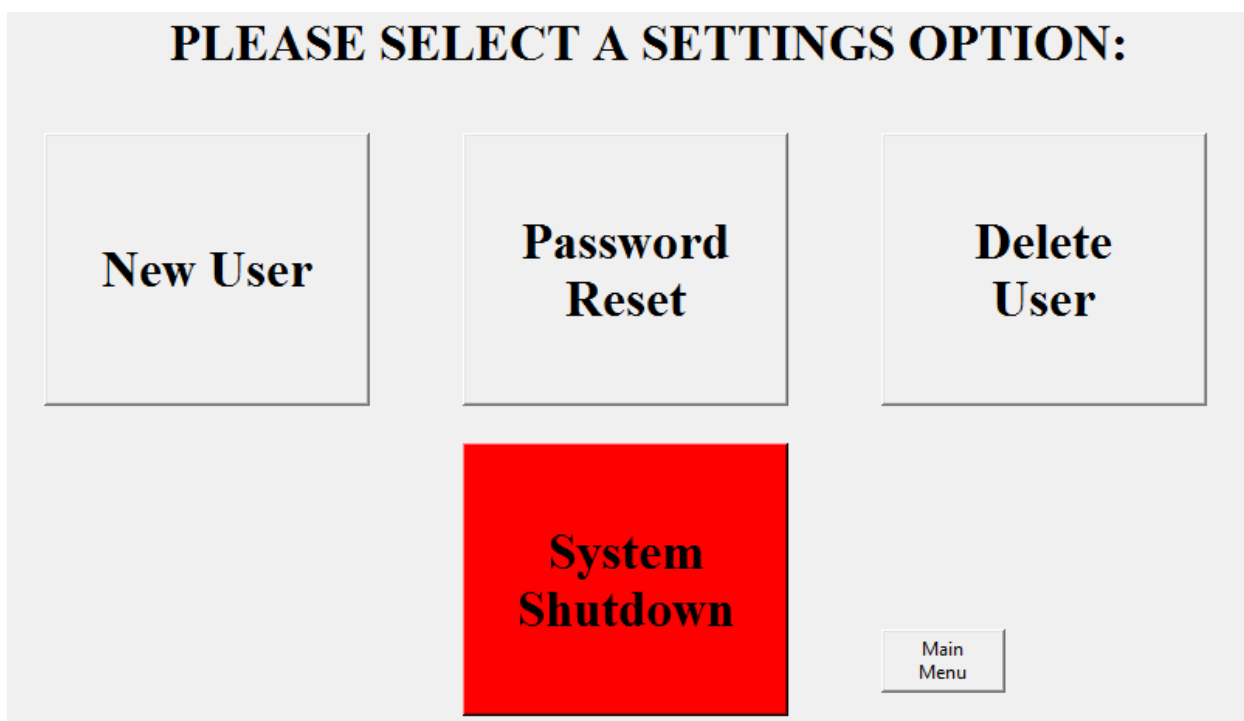 PLEASE SELECT A SETTINGS OPTION:
New User
Password
Reset
Delete
User
System
Shutdown
Main
Menu